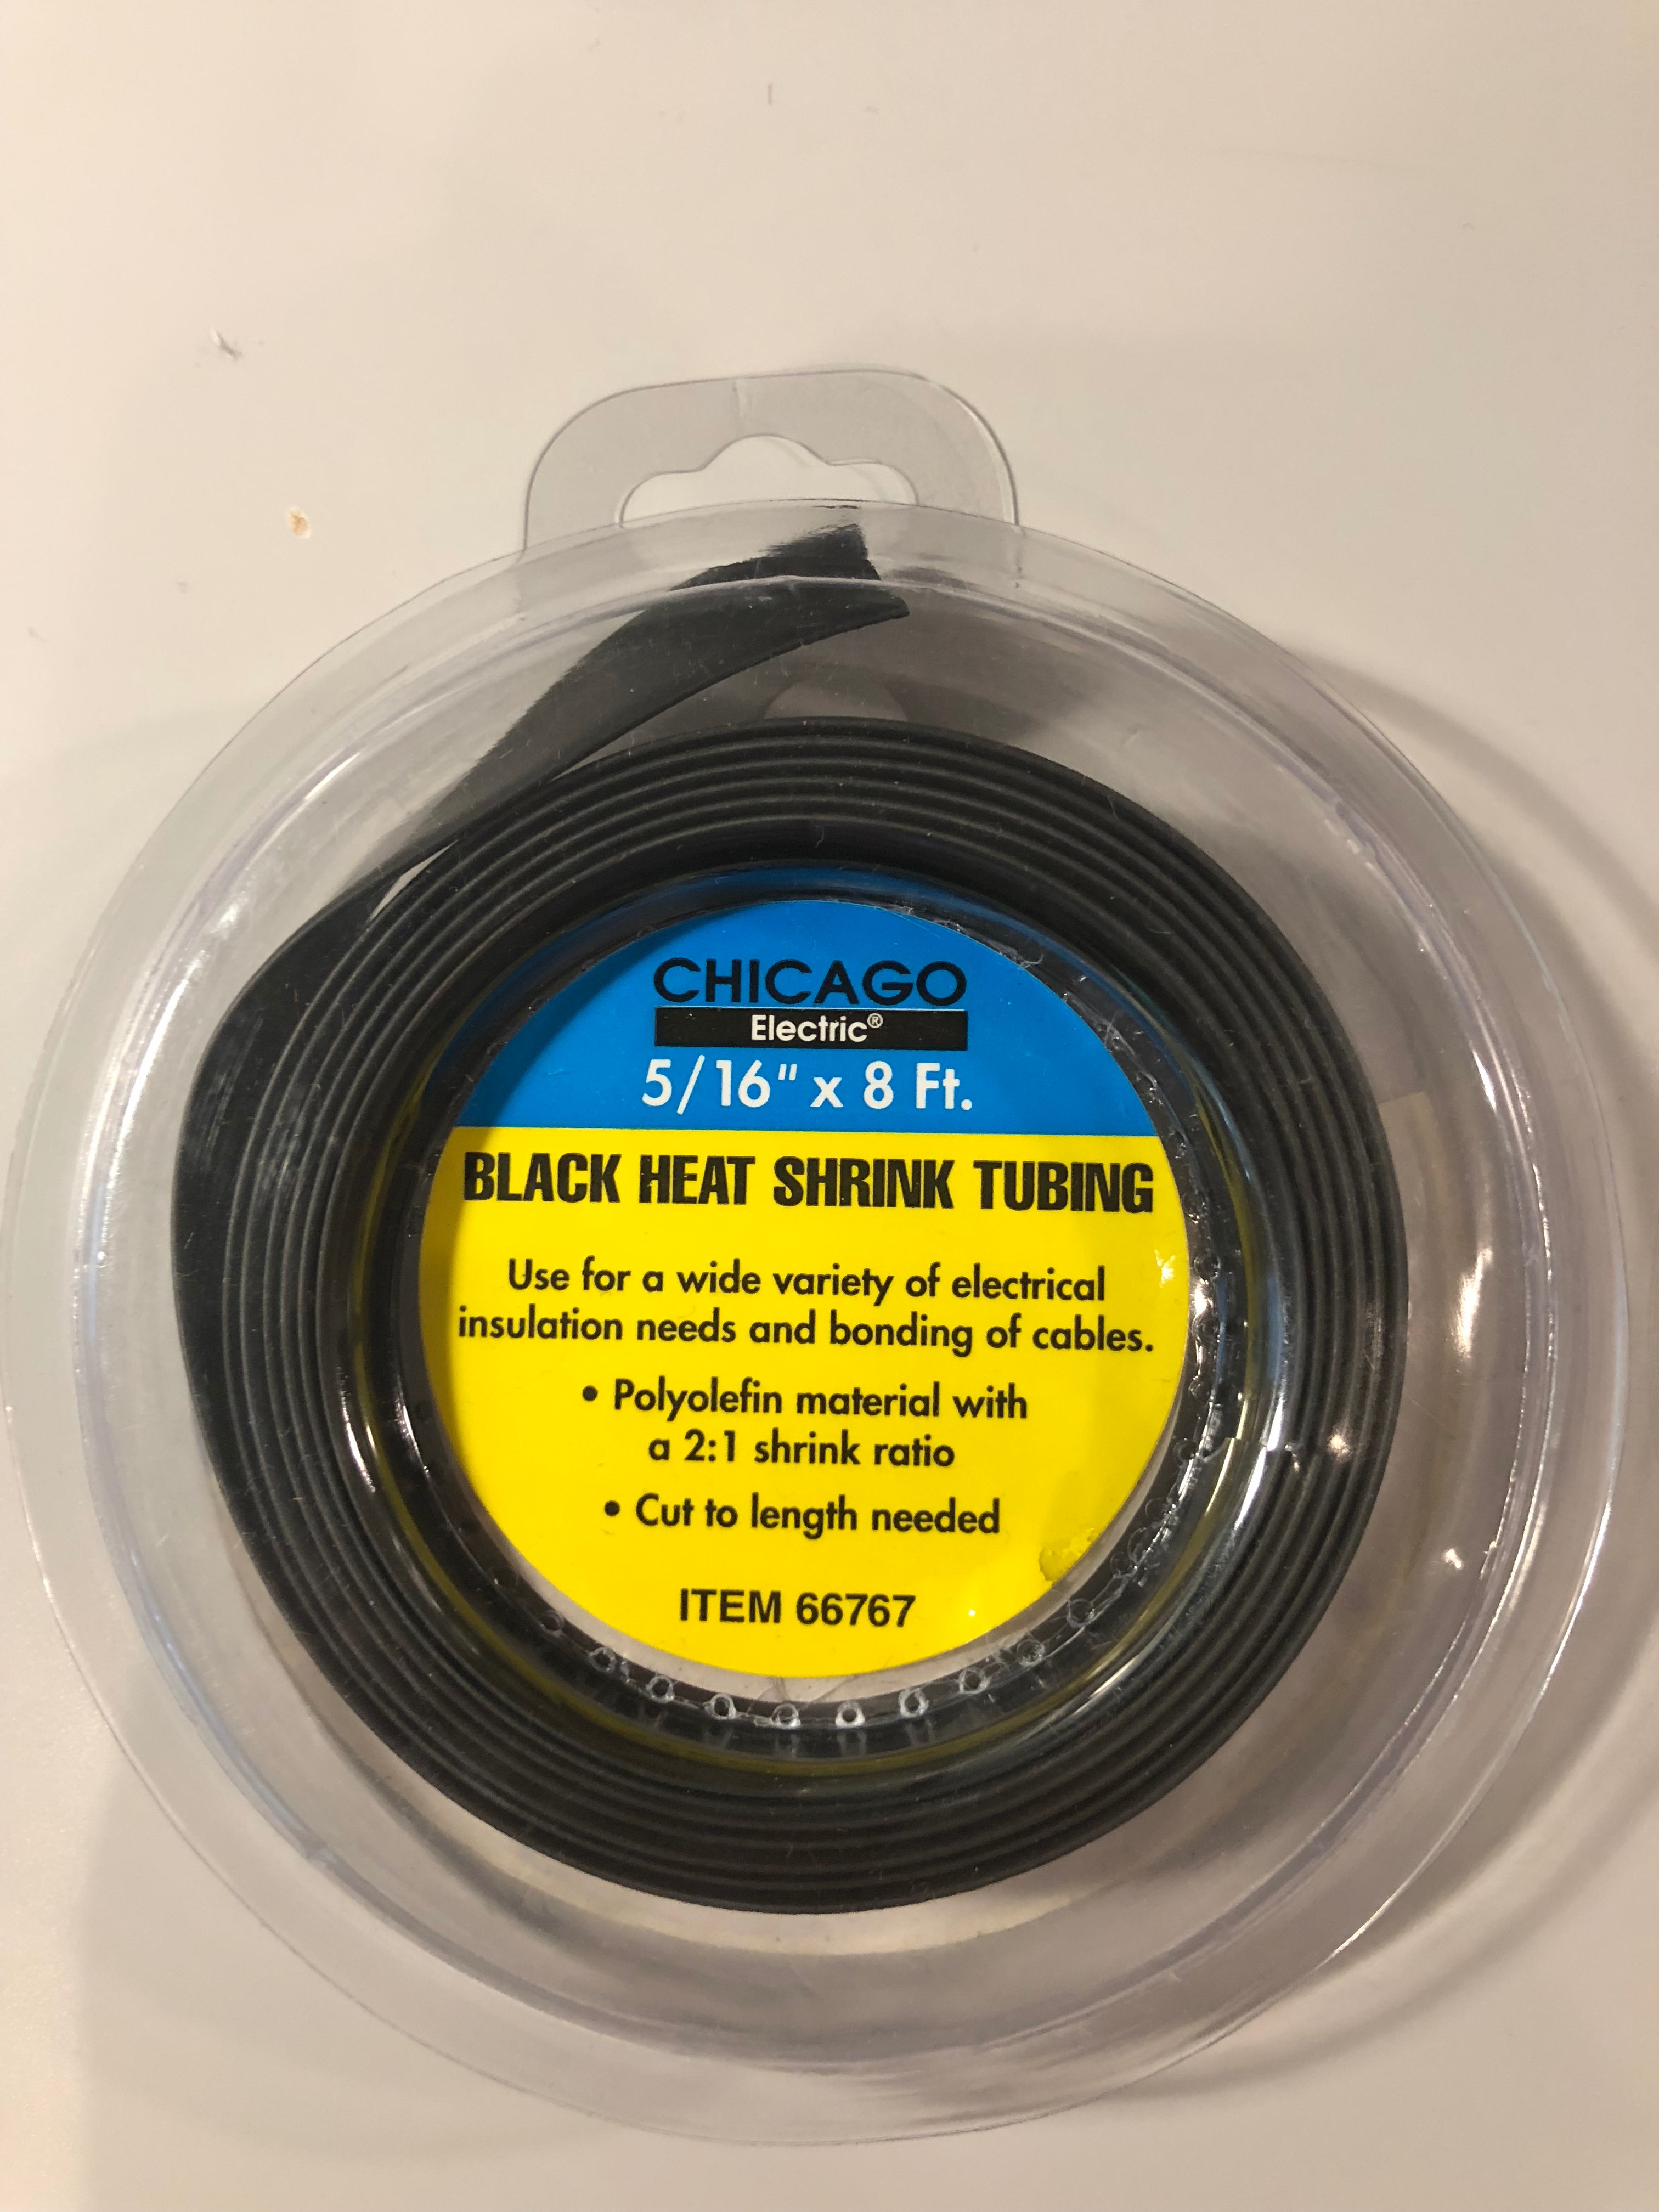 CHICAGO
Electric®
5/16" x 8 Ft.
BLACK HEAT SHRINK TUBING
Use for a wide variety of electrical
insulation needs and bonding of cables.
• Polyolefin material with
a 2:1 shrink ratio
• Cut to length needed
ITEM 66767